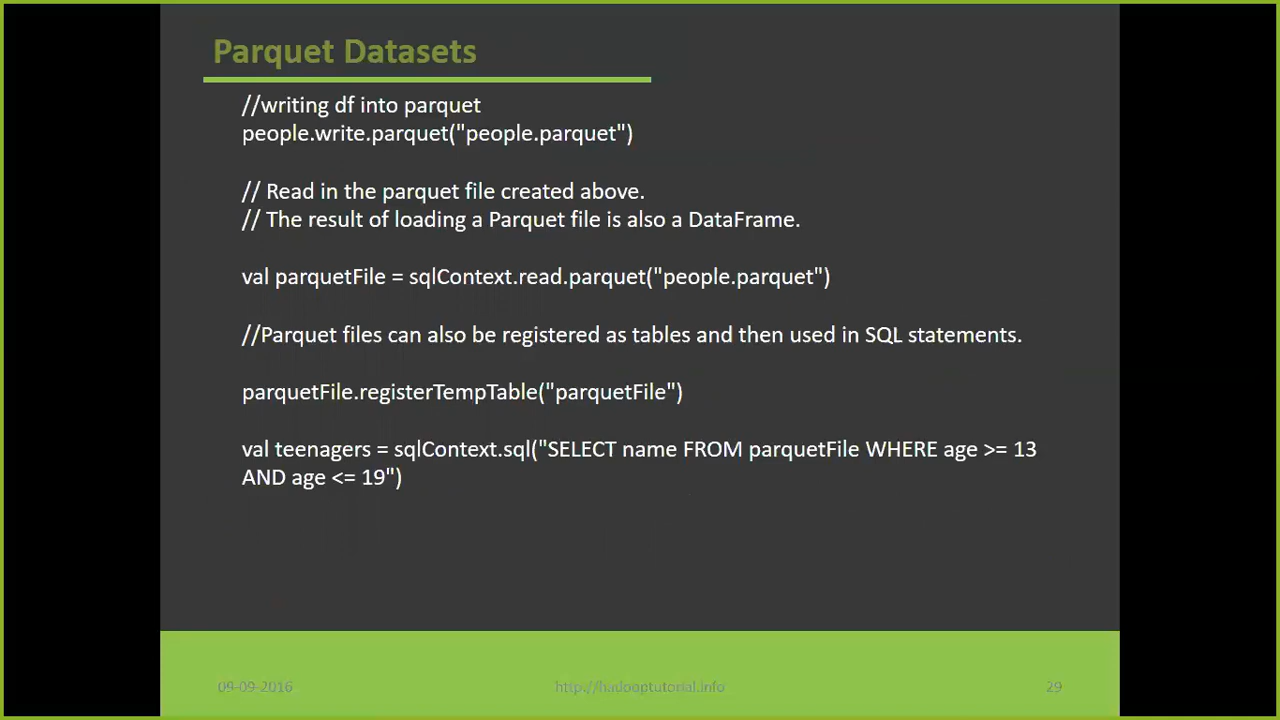 Parquet Datasets
//writing df into parquet
people.write.parquet("people.parquet")
// Read in the parquet file created above.
// The result of loading a Parquet file is also a DataFrame.
val parquetFile = sqlContext.read.parquet("people.parquet")
//Parquet files can also be registered as tables and then used in SQL statements.
parquetFile.registerTempTable("parquetFile")
val teenagers = sqlContext.sql("SELECT name FROM parquetFile WHERE age >= 13
AND age <= 19")
09-09-2016
http://hadooptutorial.info
29